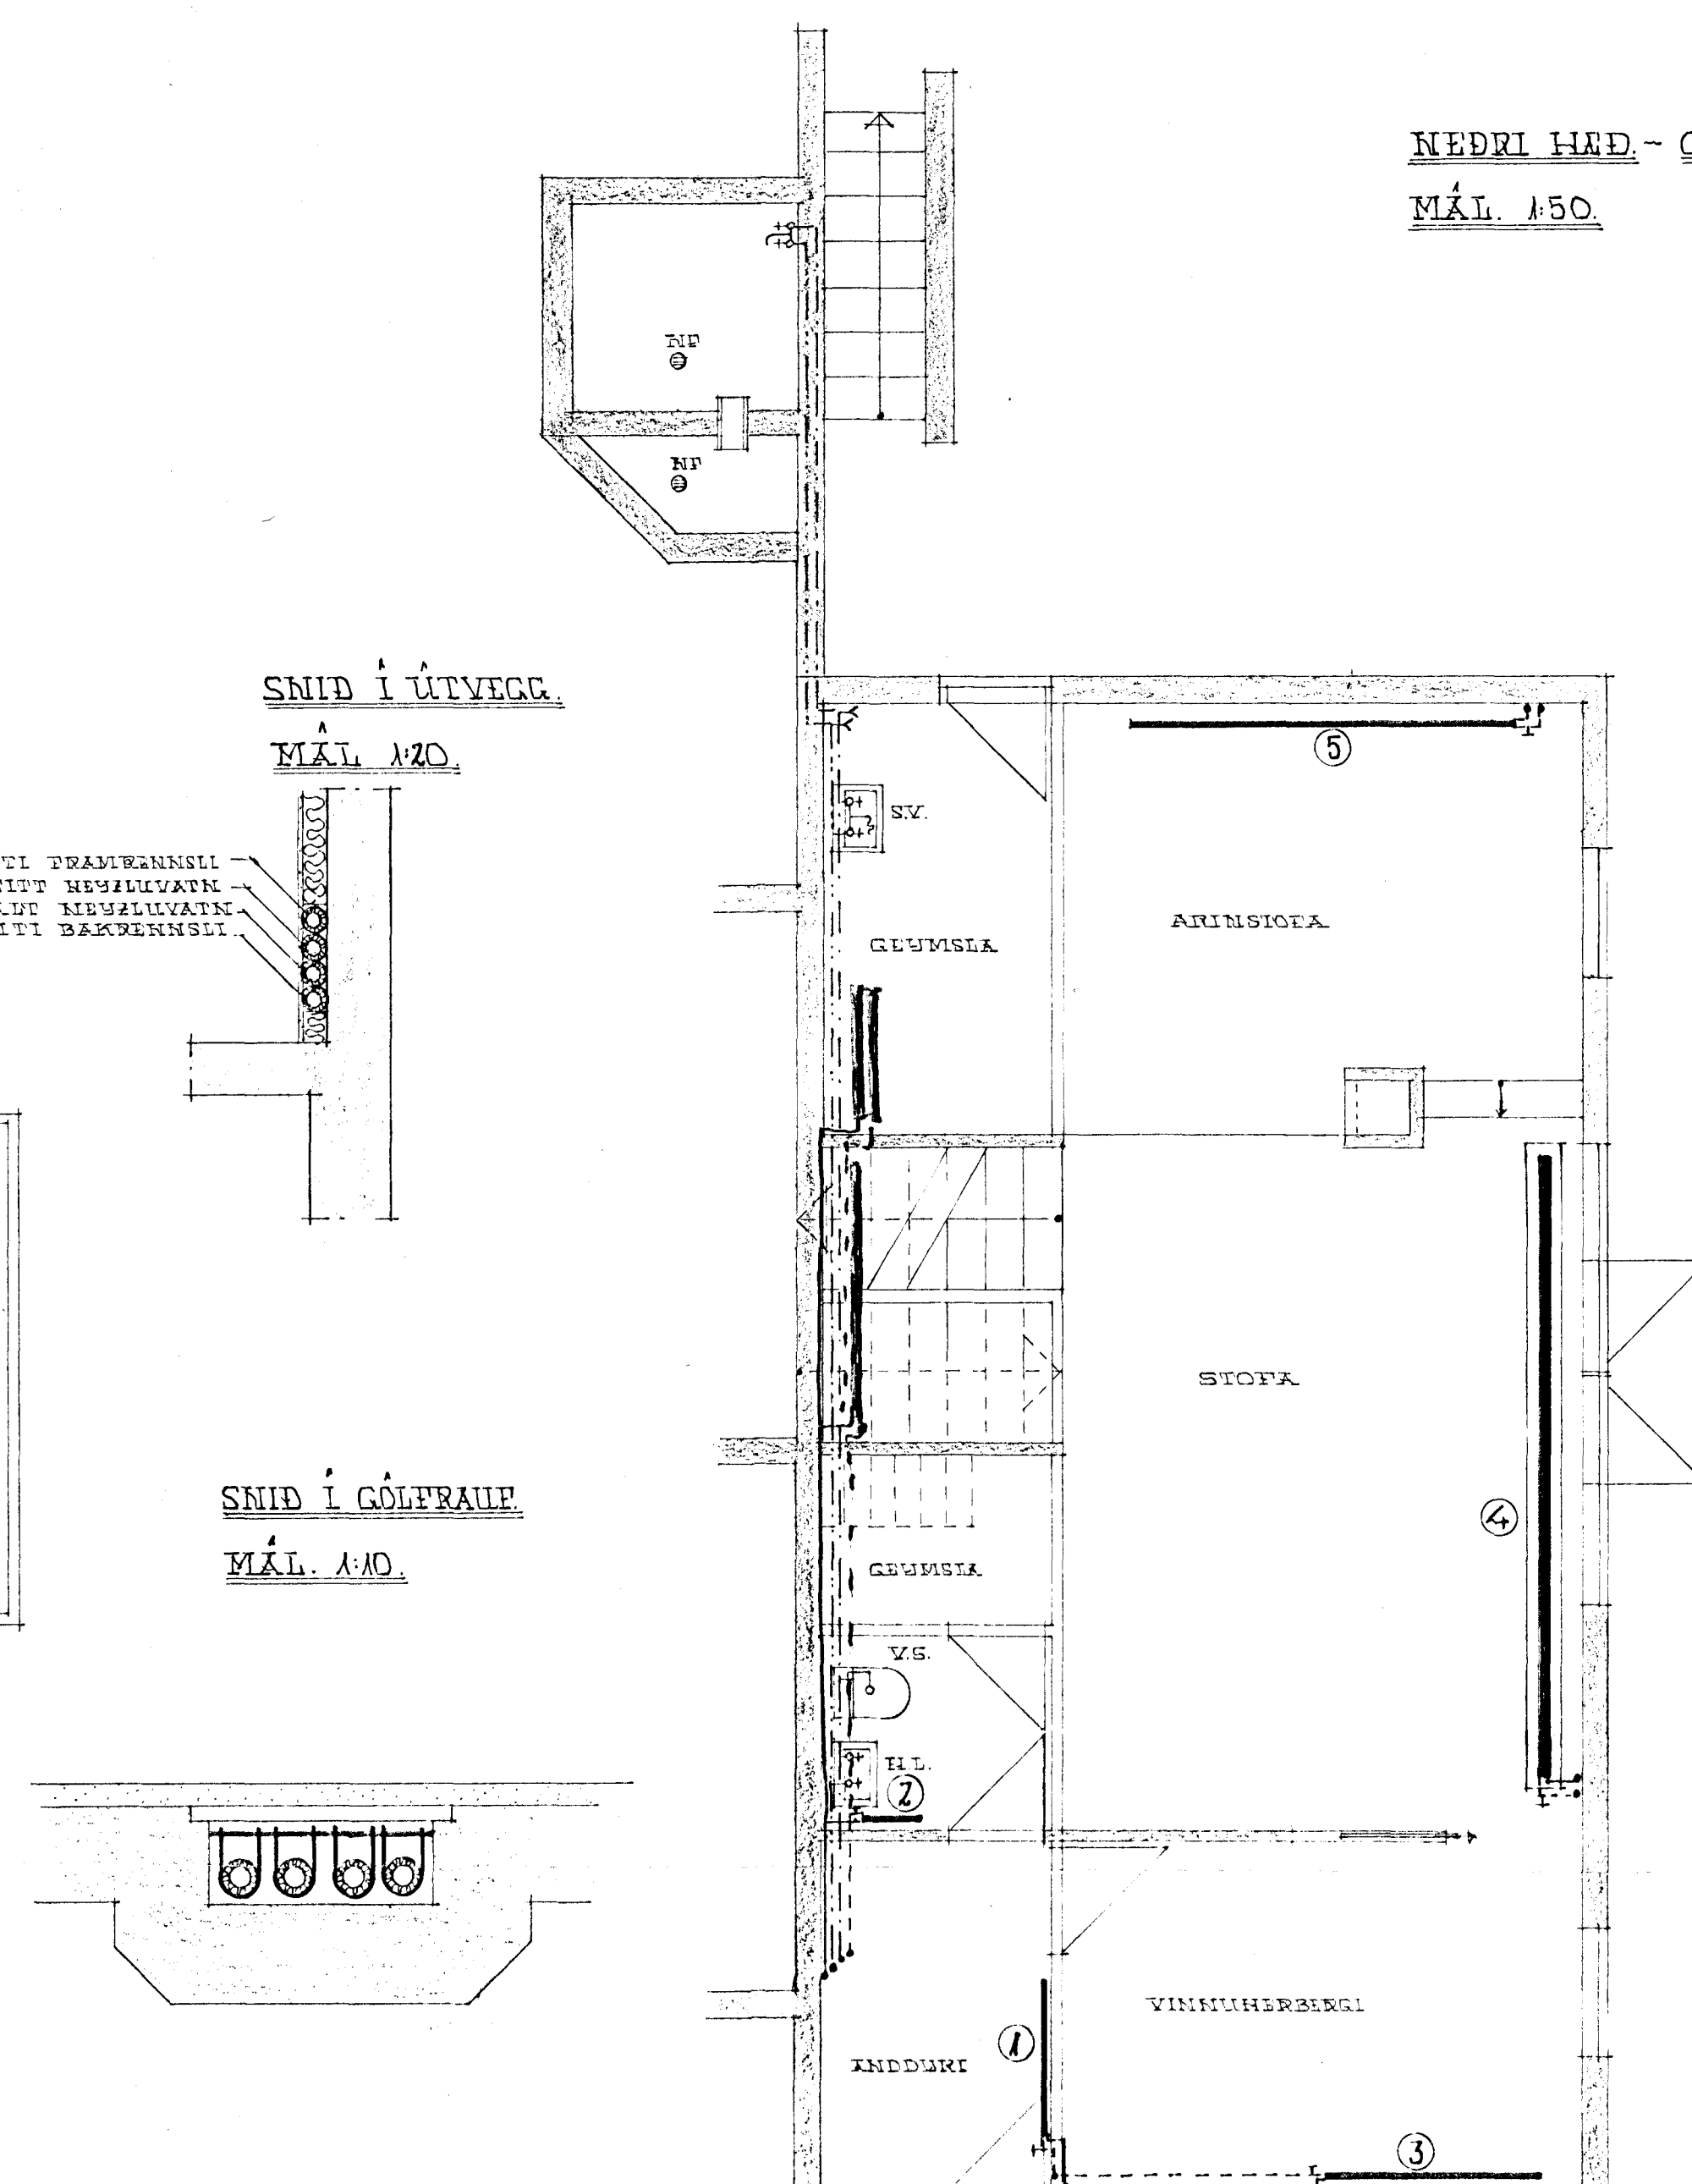 NEÐRI HÆÐ.-
MÁL. 1:50.
NF
NF
SNIÐ Í ÚTVEGG.
MÁL 1:20.
FRAMRENNSLI
NEYZLUVATN
NEYZLUVATN
BAKRENNSLI
5
S.V.
ARINSTOFA
GEYMSLA
STOFA
4
SNIÐ Í GÓLFRAUF.
MÁL. 1:10.
GEYMSLA
V.S.
H.L.
2
VINNUHERBERGI
1
ANDDYRI
3